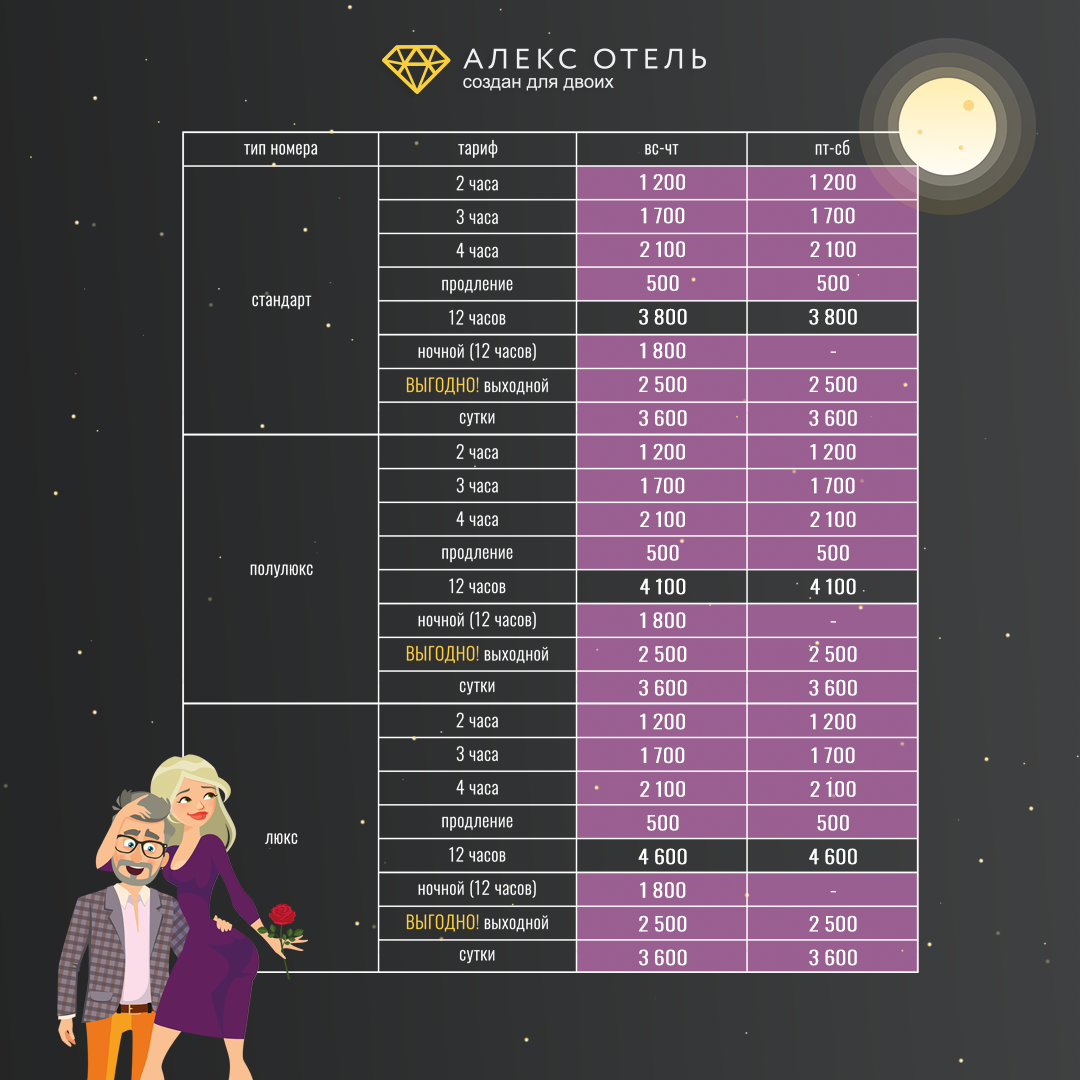 АЛЕКС ОТЕЛЬ
создан для двоих
тип номера тариф вс-чт пт-сб
2 часа 1 200 1 200
3 часа 1 700 1 700
4 часа 2 100 2 100
продление 500 500
стандарт
12 часов 3 800 3 800
ночной (12 часов) 1 800 -
ВЫГОДНО! выходной 2 500 2 500
сутки 3 600 3 600
2 часа 1 200 1 200
3 часа 1 700 1 700
4 часа 2 100 2 100
продление 500 500
полулюкс
12 часов 4 100 4 100
ночной (12 часов) 1 800 -
ВЫГОДНО! выходной 2 500 2 500
сутки 3 600 3 600
2 часа 1 200 1 200
3 часа 1 700 1 700
4 часа 2 100 2 100
продление 500 500
люкс
12 часов 4 600 4 600
ночной (12 часов) 1 800 -
ВЫГОДНО! выходной 2 500 2 500
сутки 3 600 3 600